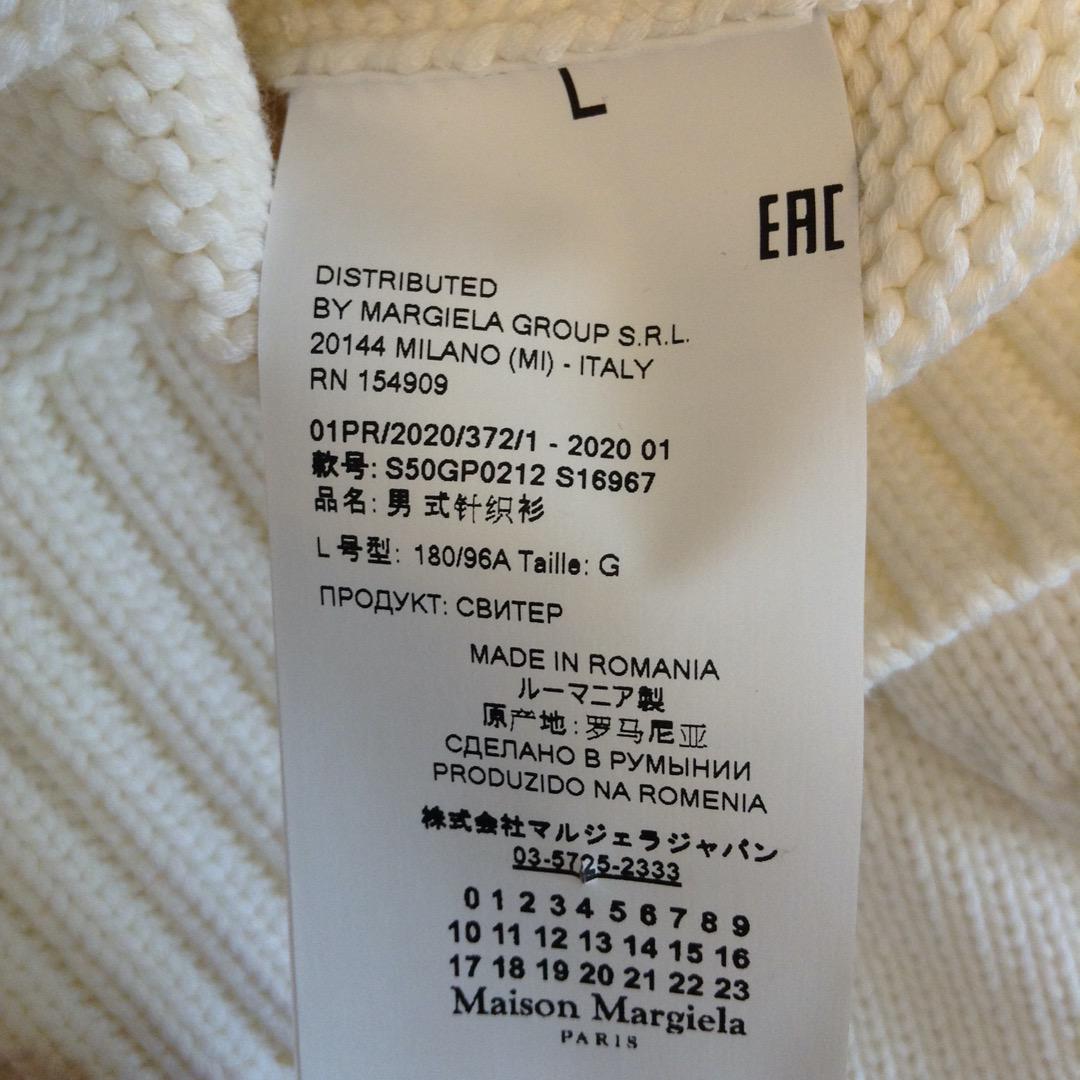 L
EAC
DISTRIBUTED
BY MARGIELA GROUP S.R.L.
20144 MILANO (MI) - ITALY
RN 154909
01PR/2020/372/1 - 2020 01
款号: S50GP0212 S16967
品名: 男 式针织衫
L 号型: 180/96A Taille: G
ПРОДУКТ: СВИТЕР
MADE IN ROMANIA
ルーマニア製
原产地: 罗马尼亚
СДЕЛАНО В РУМЫНИИ
PRODUZIDO NA ROMENIA
株式会社マルジェラジャパン
03-5725-2333
0 1 2 3 4 5 6 7 8 9
10 11 12 13 14 15 16
17 18 19 20 21 22 23
Maison Margiela
PARIS